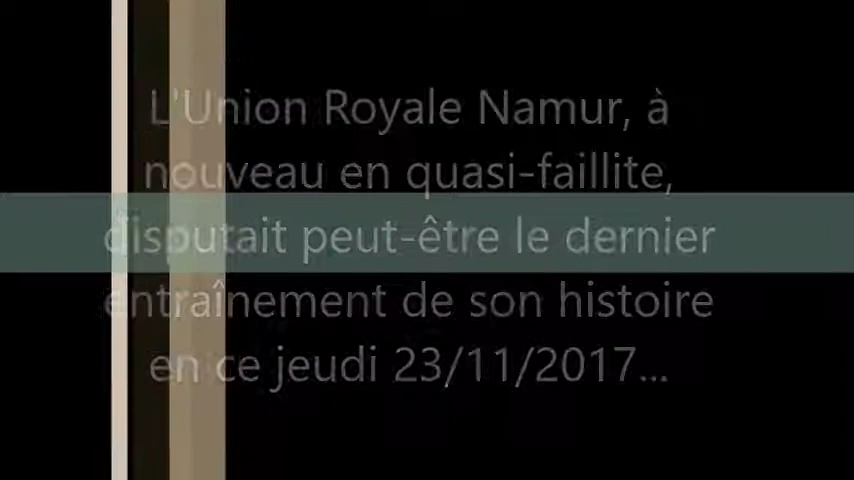 L'Union Royale Namur, à
nouveau en quasi-faillite,
disputait peut-être le dernier
entraînement de son histoire
en ce jeudi 23/11/2017...